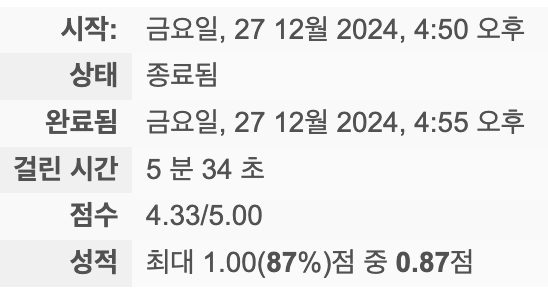 시작: 금요일, 27 12월 2024, 4:50 오후
상태 종료됨
완료됨 금요일, 27 12월 2024, 4:55 오후
걸린 시간 5 분 34 초
점수 4.33/5.00
성적 최대 1.00(87%)점 중 0.87점